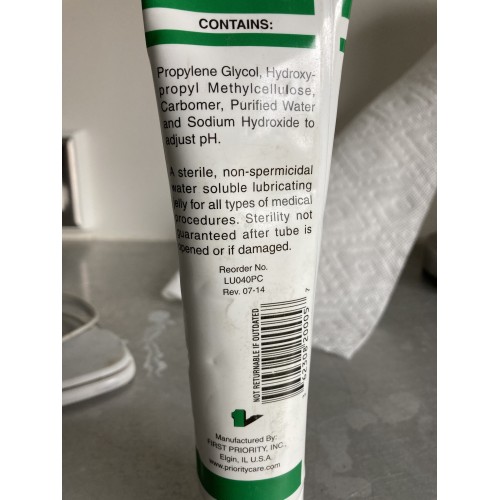 CONTAINS:
Propylene Glycol, Hydroxy-
propyl Methylcellulose,
Carbomer, Purified Water
and Sodium Hydroxide to
adjust pH.
A sterile, non-spermicidal
water soluble lubricating
jelly for all types of medical
procedures. Sterility not
guaranteed after tube is
opened or if damaged.
Reorder No.
LU040PC
Rev. 07-14
NOT RETURNABLE IF OUTDATED
Manufactured By:
FIRST PRIORITY, INC.
Elgin, IL U.S.A.
www.prioritycare.com